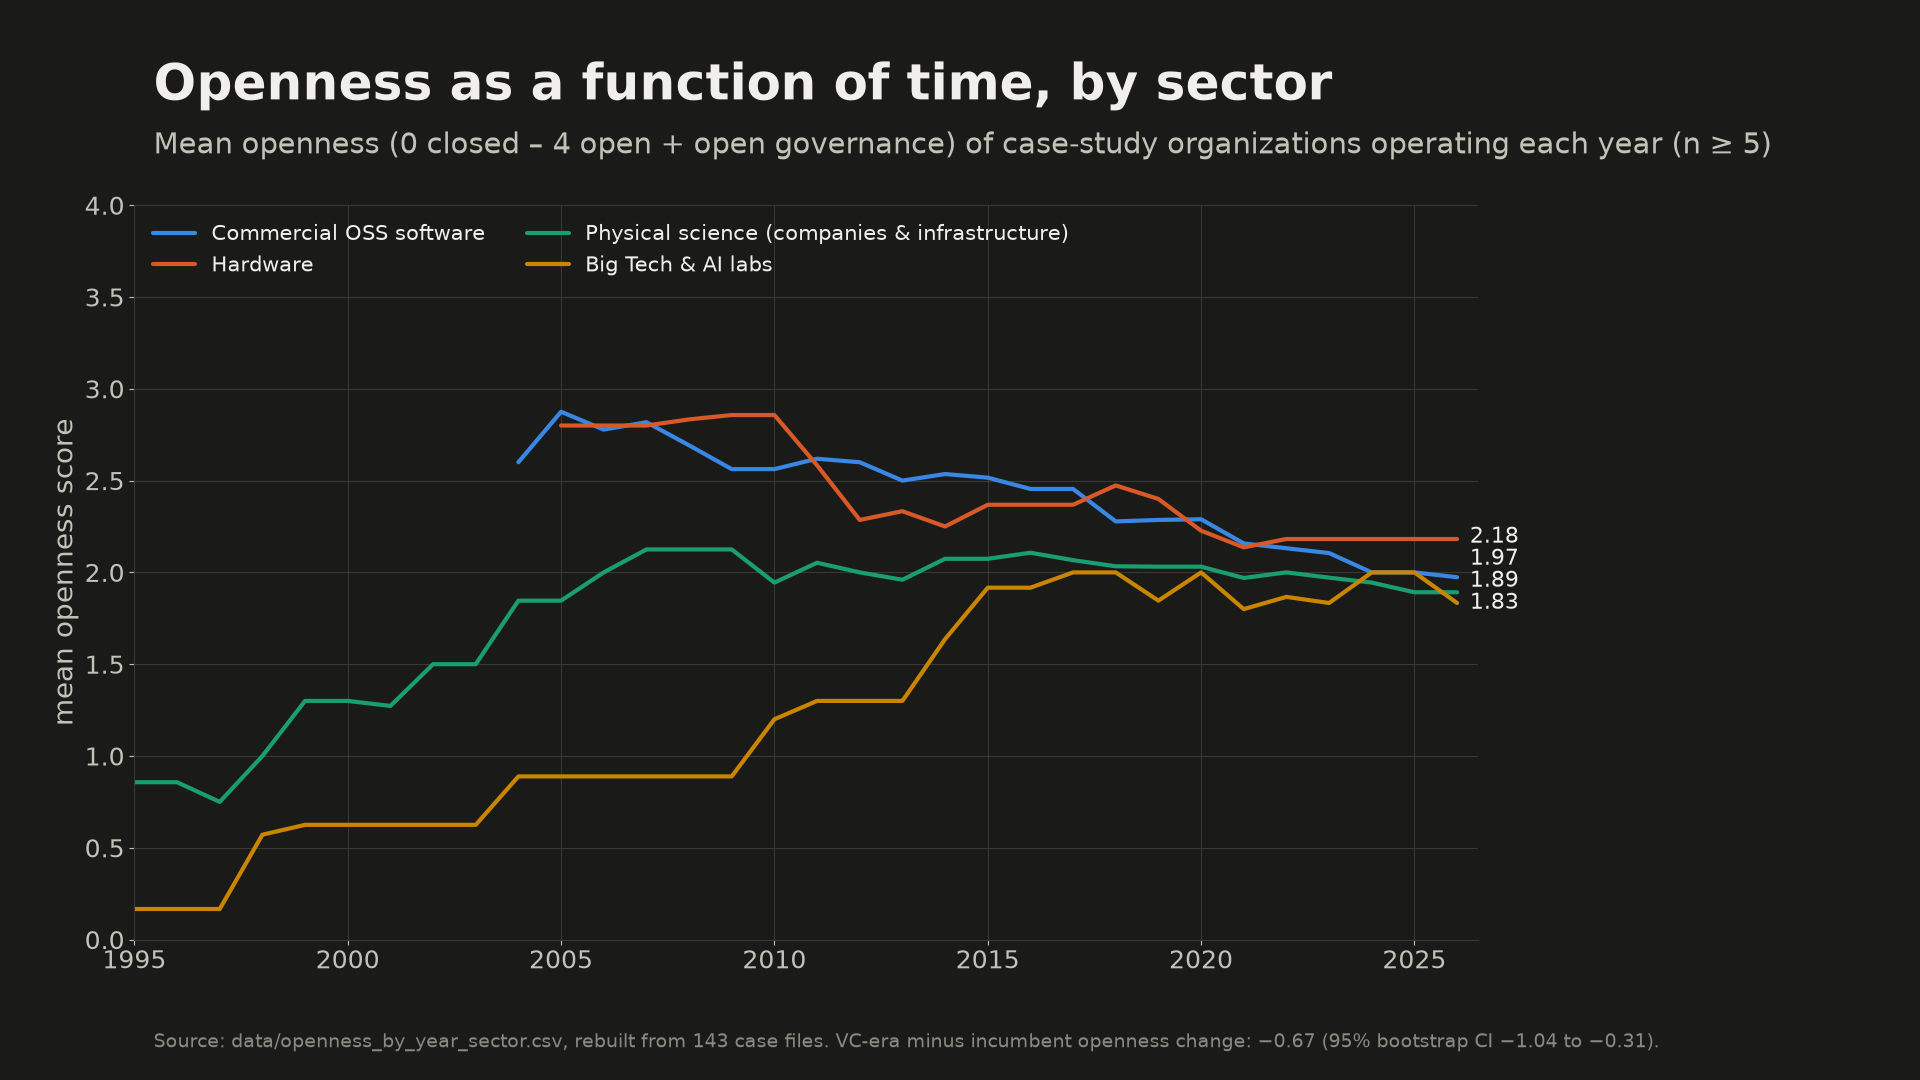 Openness as a function of time, by sector
Mean openness (0 closed – 4 open + open governance) of case-study organizations operating each year (n ≥ 5)
Commercial OSS software
Hardware
Physical science (companies & infrastructure)
Big Tech & AI labs
mean openness score
4.0
3.5
3.0
2.5
2.0
1.5
1.0
0.5
0.0
2.18
1.97
1.89
1.83
1995 2000 2005 2010 2015 2020 2025
Source: data/openness_by_year_sector.csv, rebuilt from 143 case files. VC-era minus incumbent openness change: −0.67 (95% bootstrap CI −1.04 to −0.31).